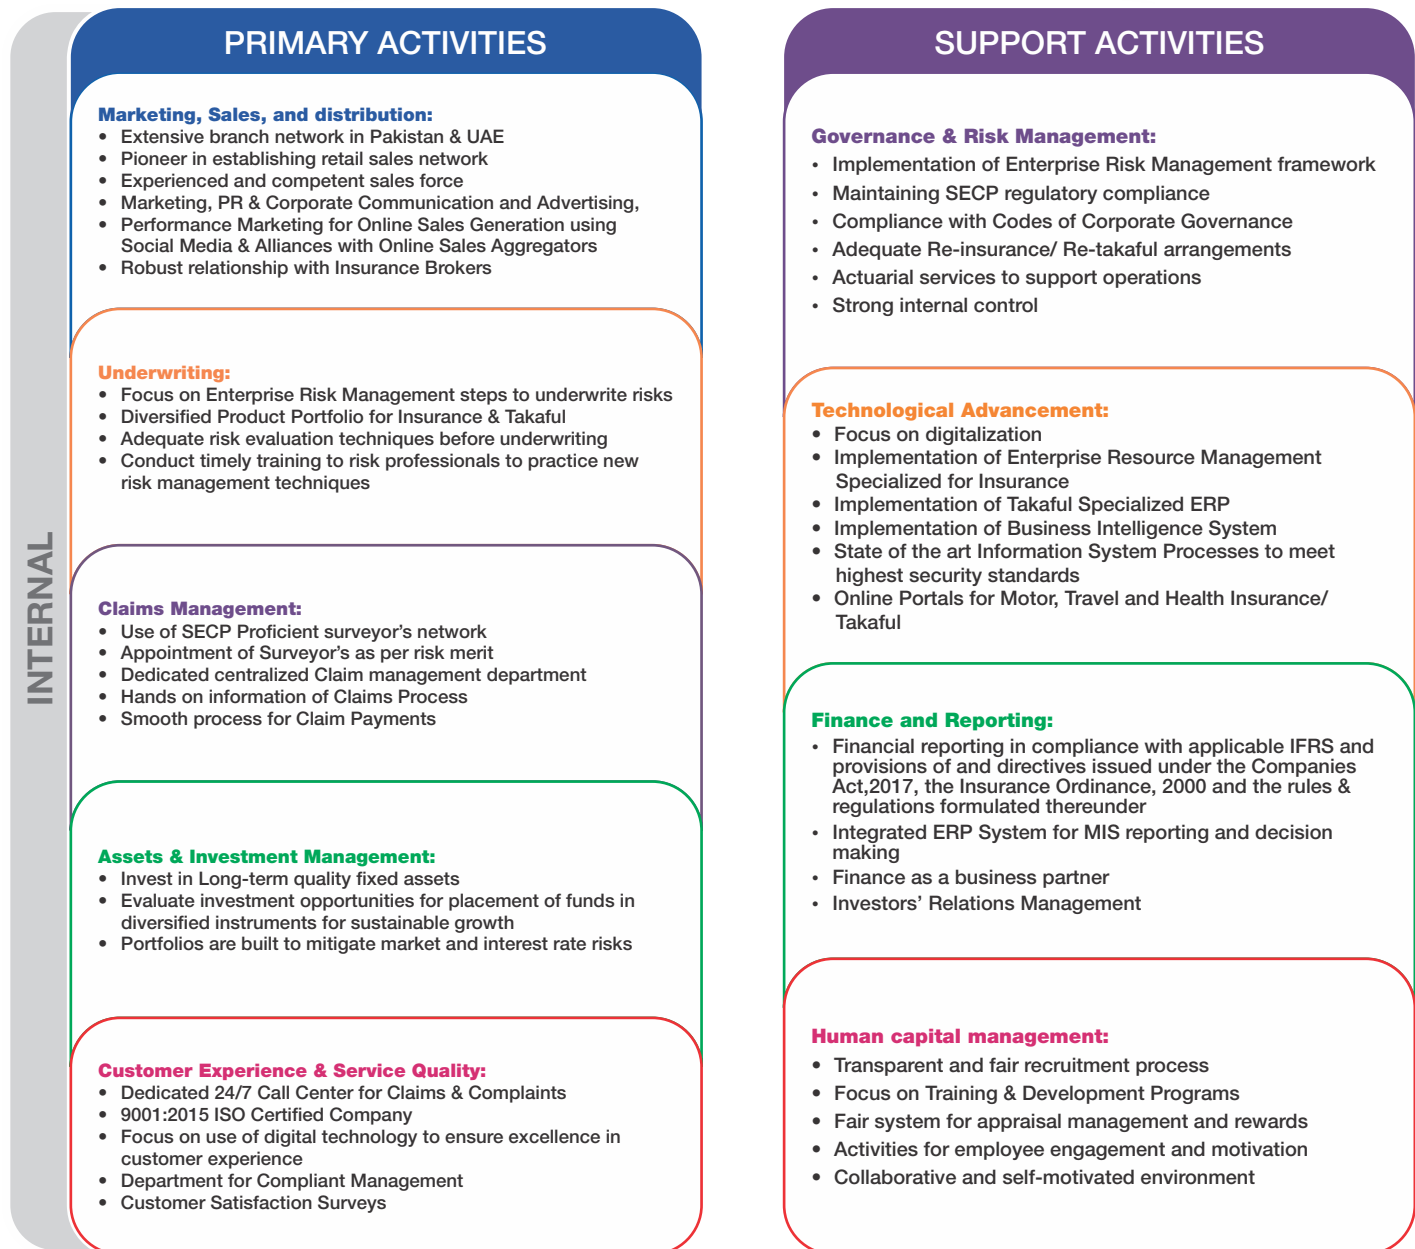 INTERNAL
PRIMARY ACTIVITIES
Marketing, Sales, and distribution:
• Extensive branch network in Pakistan & UAE
• Pioneer in establishing retail sales network
• Experienced and competent sales force
• Marketing, PR & Corporate Communication and Advertising,
• Performance Marketing for Online Sales Generation using
Social Media & Alliances with Online Sales Aggregators
• Robust relationship with Insurance Brokers
Underwriting:
• Focus on Enterprise Risk Management steps to underwrite risks
• Diversified Product Portfolio for Insurance & Takaful
• Adequate risk evaluation techniques before underwriting
• Conduct timely training to risk professionals to practice new
risk management techniques
Claims Management:
• Use of SECP Proficient surveyor's network
• Appointment of Surveyor's as per risk merit
• Dedicated centralized Claim management department
• Hands on information of Claims Process
• Smooth process for Claim Payments
Assets & Investment Management:
• Invest in Long-term quality fixed assets
• Evaluate investment opportunities for placement of funds in
diversified instruments for sustainable growth
• Portfolios are built to mitigate market and interest rate risks
Customer Experience & Service Quality:
• Dedicated 24/7 Call Center for Claims & Complaints
• 9001:2015 ISO Certified Company
• Focus on use of digital technology to ensure excellence in
customer experience
• Department for Compliant Management
• Customer Satisfaction Surveys
SUPPORT ACTIVITIES
Governance & Risk Management:
• Implementation of Enterprise Risk Management framework
• Maintaining SECP regulatory compliance
• Compliance with Codes of Corporate Governance
• Adequate Re-insurance/ Re-takaful arrangements
• Actuarial services to support operations
• Strong internal control
Technological Advancement:
• Focus on digitalization
• Implementation of Enterprise Resource Management
Specialized for Insurance
• Implementation of Takaful Specialized ERP
• Implementation of Business Intelligence System
• State of the art Information System Processes to meet
highest security standards
• Online Portals for Motor, Travel and Health Insurance/
Takaful
Finance and Reporting:
• Financial reporting in compliance with applicable IFRS and
provisions of and directives issued under the Companies
Act,2017, the Insurance Ordinance, 2000 and the rules &
regulations formulated thereunder
• Integrated ERP System for MIS reporting and decision
making
• Finance as a business partner
• Investors' Relations Management
Human capital management:
• Transparent and fair recruitment process
• Focus on Training & Development Programs
• Fair system for appraisal management and rewards
• Activities for employee engagement and motivation
• Collaborative and self-motivated environment